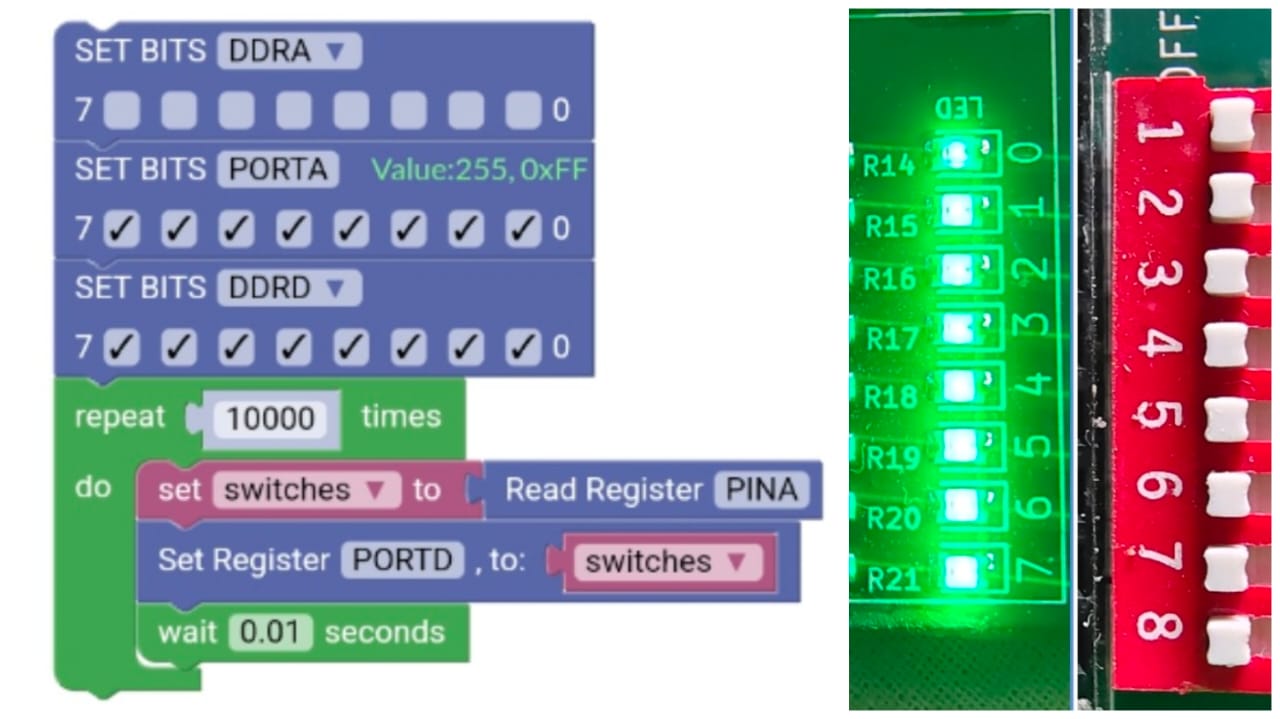 SET BITS DDRA ▼
7 0
SET BITS PORTA Value:255, 0xFF
7 ✓ ✓ ✓ ✓ ✓ ✓ ✓ ✓ 0
SET BITS DDRD ▼
7 ✓ ✓ ✓ ✓ ✓ ✓ ✓ ✓ 0
repeat 10000 times
do set switches ▼ to Read Register PINA
Set Register PORTD , to: switches ▼
wait 0.01 seconds
LED
R14 0
R15 1
R16 2
R17 3
R18 4
R19 5
R20 6
R21 7
OFF
1
2
3
4
5
6
7
8